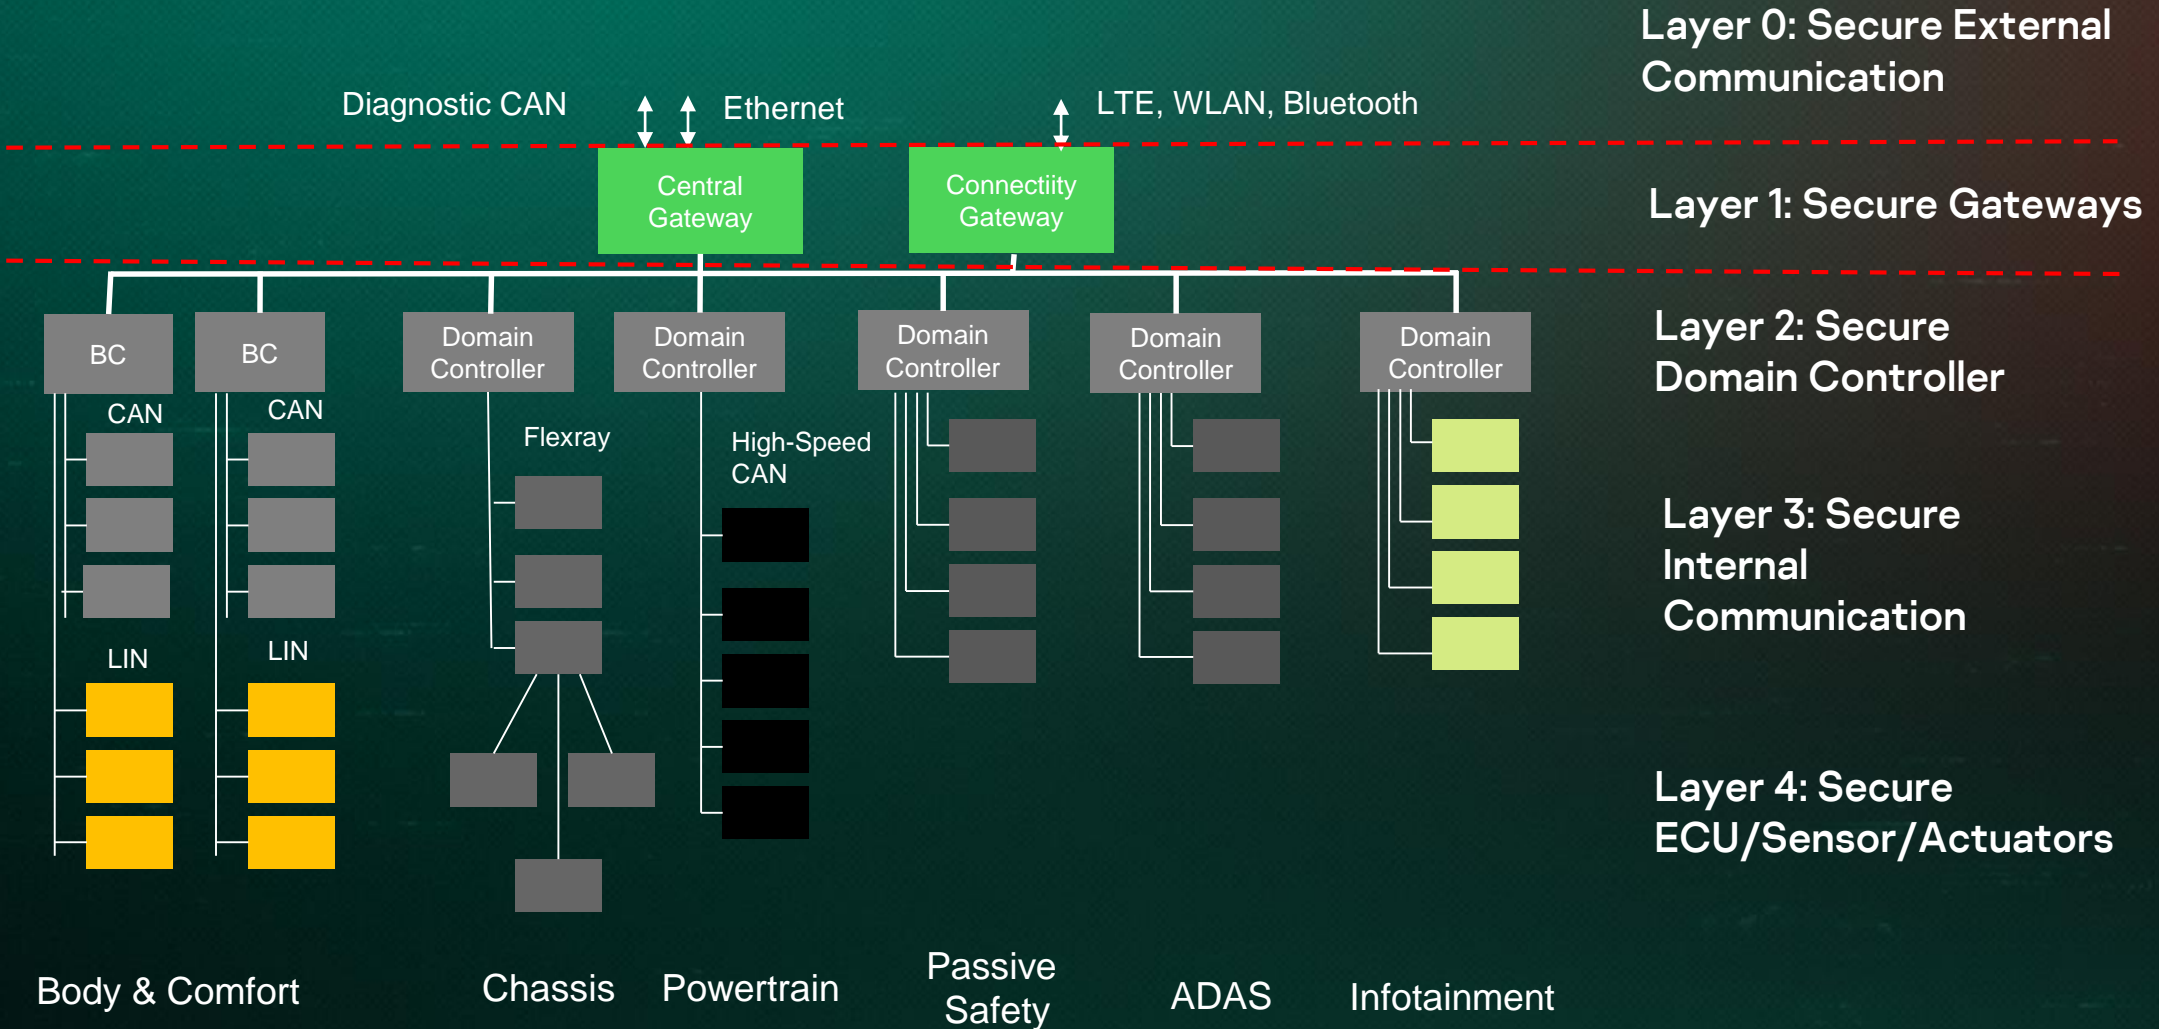 Layer 0: Secure External
Communication
Diagnostic CAN
Ethernet
LTE, WLAN, Bluetooth
Central
Gateway
Connectiity
Gateway
Layer 1: Secure Gateways
BC
BC
Domain
Controller
Domain
Controller
Domain
Controller
Domain
Controller
Domain
Controller
Layer 2: Secure
Domain Controller
CAN
CAN
Flexray
High-Speed
CAN
Layer 3: Secure
Internal
Communication
LIN
LIN
Layer 4: Secure
ECU/Sensor/Actuators
Body & Comfort
Chassis
Powertrain
Passive
Safety
ADAS
Infotainment